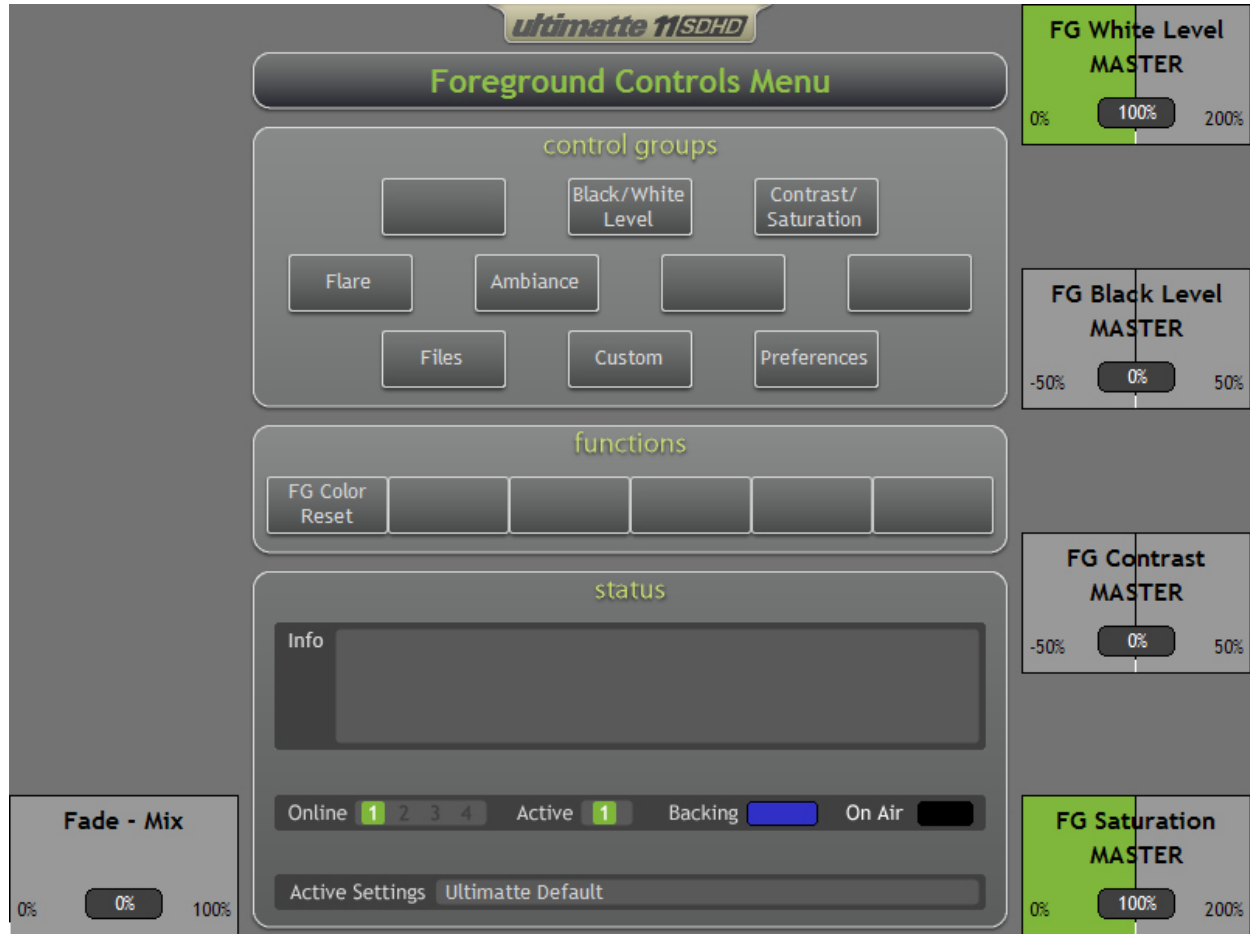 ultimatte 11 SDHD
Foreground Controls Menu
control groups
Black/White
Level
Contrast/
Saturation
Flare
Ambiance
Files
Custom
Preferences
functions
FG Color
Reset
status
Info
Online 1 2 3 4 Active 1 Backing On Air
Active Settings Ultimatte Default
Fade - Mix
0% 0% 100%
FG White Level
MASTER
0% 100% 200%
FG Black Level
MASTER
-50% 0% 50%
FG Contrast
MASTER
-50% 0% 50%
FG Saturation
MASTER
0% 100% 200%